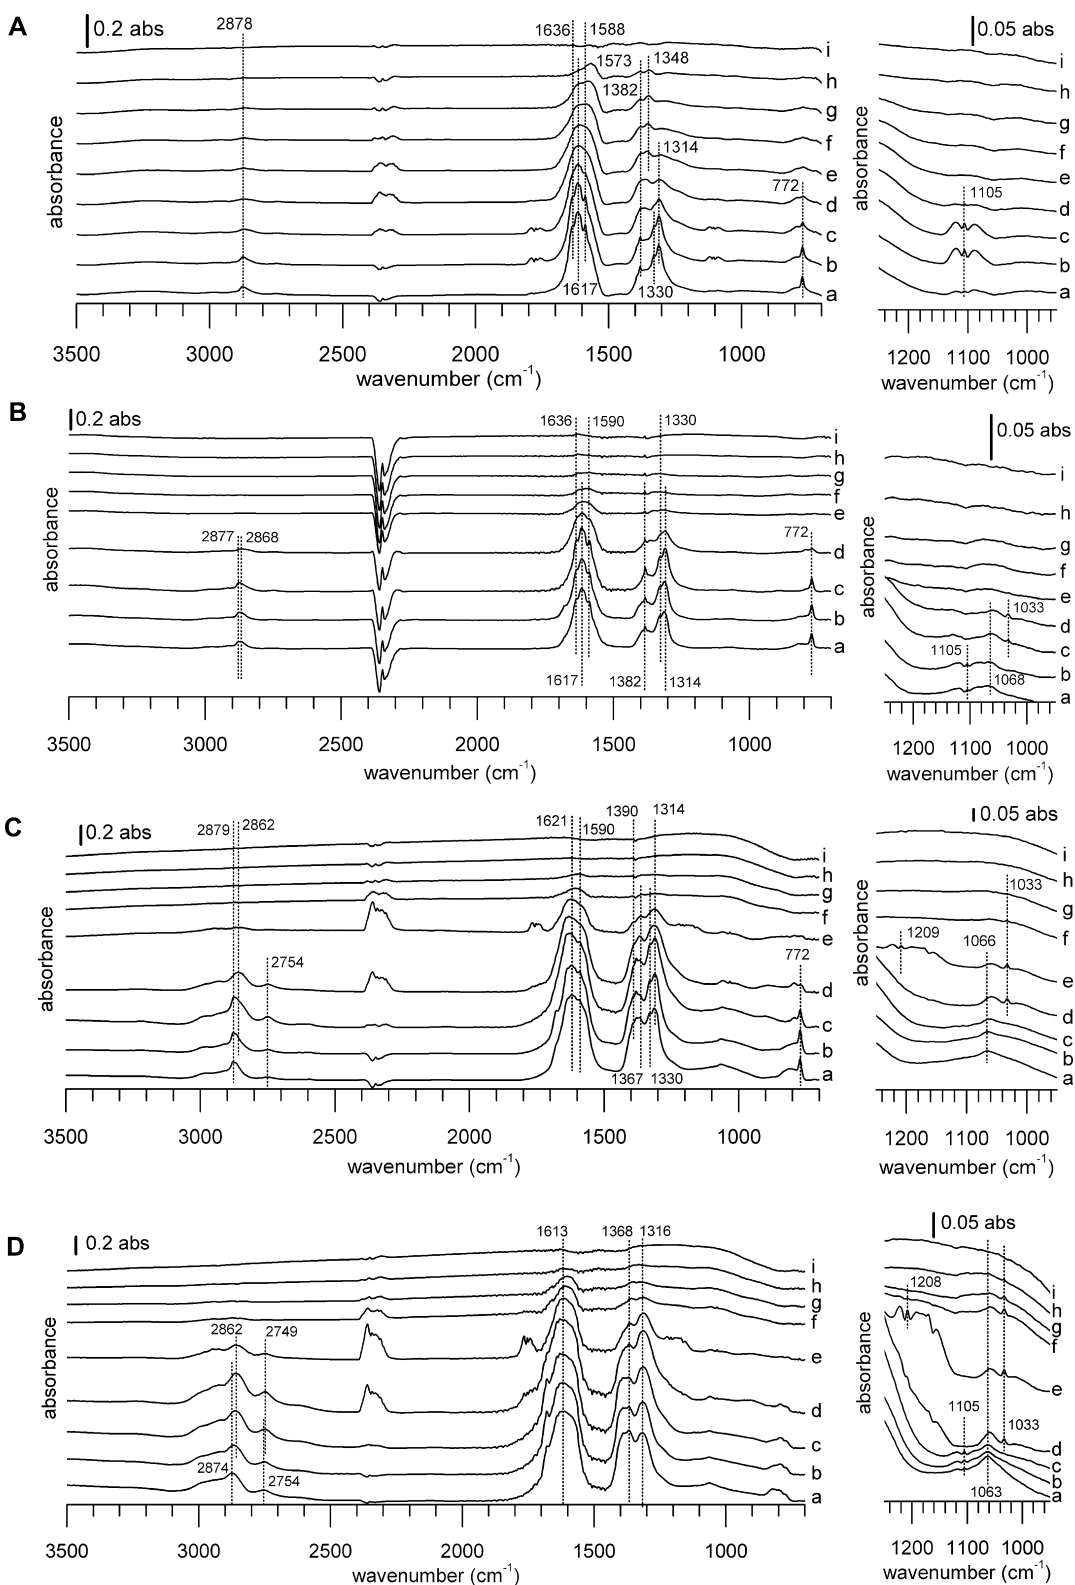 A
0.2 abs
2878
1636
1588
1573
1348
1382
1314
772
i
h
g
f
e
d
c
b
a
1617
1330
absorbance
3500
3000
2500
2000
1500
1000
wavenumber (cm-1)
0.05 abs
i
h
g
f
e
1105
d
c
b
a
absorbance
1200
1100
1000
wavenumber (cm-1)
B
0.2 abs
1636
1590
1330
2877
2868
772
i
h
g
f
e
d
c
b
a
1617
1382
1314
absorbance
3500
3000
2500
2000
1500
1000
wavenumber (cm-1)
0.05 abs
i
h
g
f
e
1033
d
c
1105
b
1068
a
absorbance
1200
1100
1000
wavenumber (cm-1)
C
0.2 abs
2879
2862
1621
1590
1390
1314
2754
772
i
h
g
f
e
d
c
b
a
1367
1330
absorbance
3500
3000
2500
2000
1500
1000
wavenumber (cm-1)
0.05 abs
i
h
1033
g
1209
1066
f
e
d
c
b
a
absorbance
1200
1100
1000
wavenumber (cm-1)
D
0.2 abs
1613
1368
1316
2862
2749
2874
2754
i
h
g
f
e
d
c
b
a
absorbance
3500
3000
2500
2000
1500
1000
wavenumber (cm-1)
0.05 abs
1208
i
h
g
f
e
1105
1033
d
c
b
1063
a
absorbance
1200
1100
1000
wavenumber (cm-1)